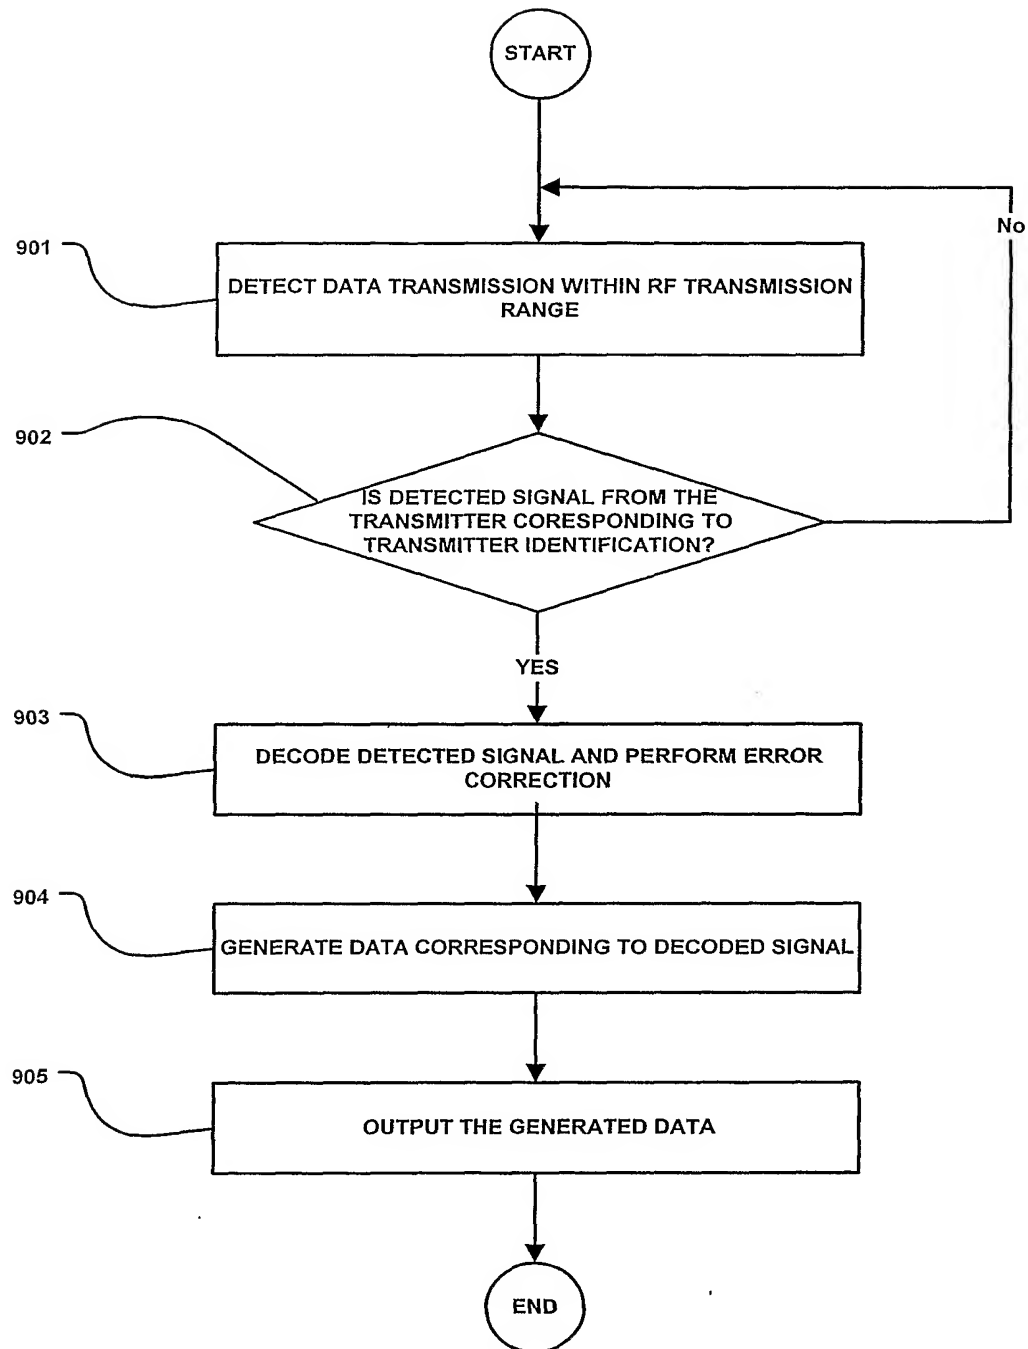 START
No
901
DETECT DATA TRANSMISSION WITHIN RF TRANSMISSION
RANGE
902
IS DETECTED SIGNAL FROM THE
TRANSMITTER CORESPONDING TO
TRANSMITTER IDENTIFICATION?
YES
903
DECODE DETECTED SIGNAL AND PERFORM ERROR
CORRECTION
904
GENERATE DATA CORRESPONDING TO DECODED SIGNAL
905
OUTPUT THE GENERATED DATA
END